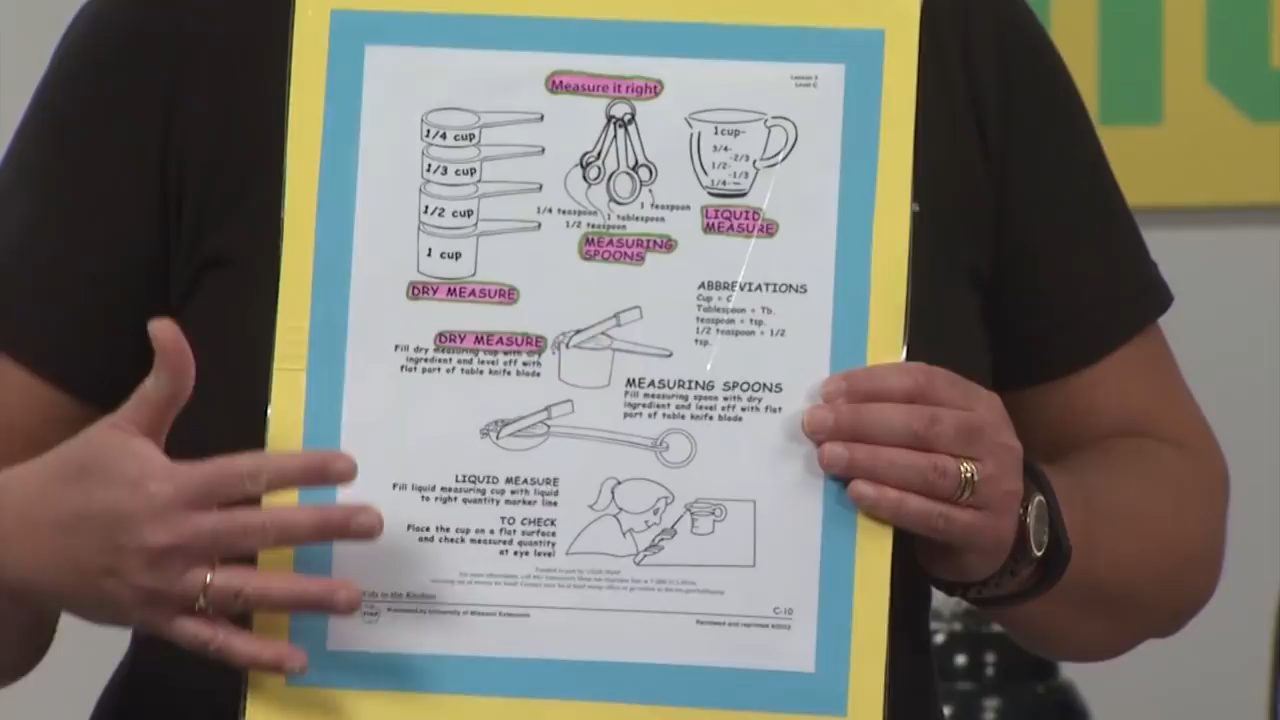 Lesson 3
Level C
Measure it right
1/4 cup
1/3 cup
1/2 cup
1 cup
DRY MEASURE
1/4 teaspoon
1/2 teaspoon
1 tablespoon
1 teaspoon
MEASURING
SPOONS
1cup-
3/4-
-2/3
1/2-
-1/3
1/4-
LIQUID
MEASURE
ABBREVIATIONS
Cup = C
Tablespoon = Tb.
teaspoon = tsp.
1/2 teaspoon = 1/2
tsp.
DRY MEASURE
Fill dry measuring cup with dry
ingredient and level off with
flat part of table knife blade
MEASURING SPOONS
Fill measuring spoon with dry
ingredient and level off with flat
part of table knife blade
LIQUID MEASURE
Fill liquid measuring cup with liquid
to right quantity marker line
TO CHECK
Place the cup on a flat surface
and check measured quantity
at eye level
Kids in the Kitchen
C-10
University of Missouri Extension
Reviewed and reprinted